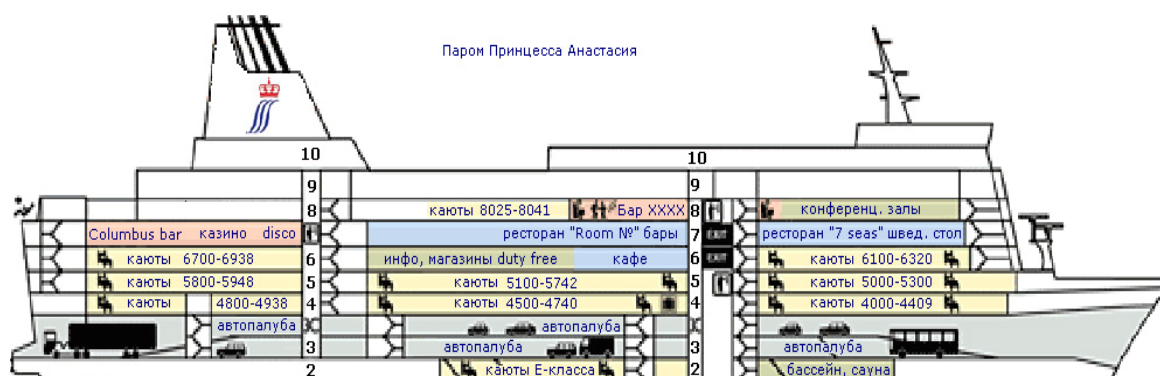 Паром Принцесса Анастасия
10 10
9 9
8 каюты 8025-8041 Бар XXXX 8 конференц. залы
Columbus bar казино disco ресторан "Room №" бары 7 EXIT ресторан "7 seas" швед. стол
каюты 6700-6938 6 инфо, магазины duty free кафе 6 EXIT каюты 6100-6320
каюты 5800-5948 5 каюты 5100-5742 5 каюты 5000-5300
каюты 4800-4938 4 каюты 4500-4740 4 каюты 4000-4409
автопалуба автопалуба
3 автопалуба 3 автопалуба
2 каюты E-класса 2 бассейн, сауна